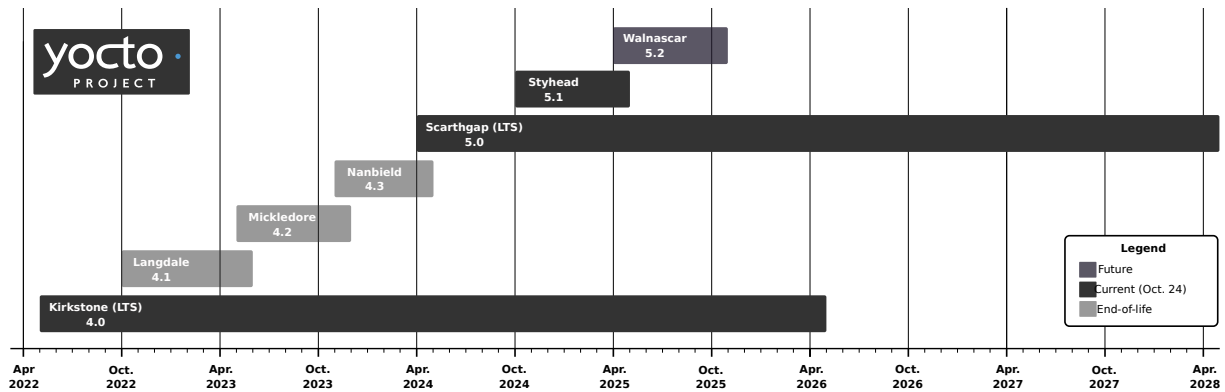 yocto
PROJECT
Walnascar
5.2
Styhead
5.1
Scarthgap (LTS)
5.0
Nanbield
4.3
Mickledore
4.2
Langdale
4.1
Kirkstone (LTS)
4.0
Legend
Future
Current (Oct. 24)
End-of-life
Apr Oct. Apr. Oct. Apr. Oct. Apr. Oct. Apr. Oct. Apr. Oct. Apr.
2022 2022 2023 2023 2024 2024 2025 2025 2026 2026 2027 2027 2028